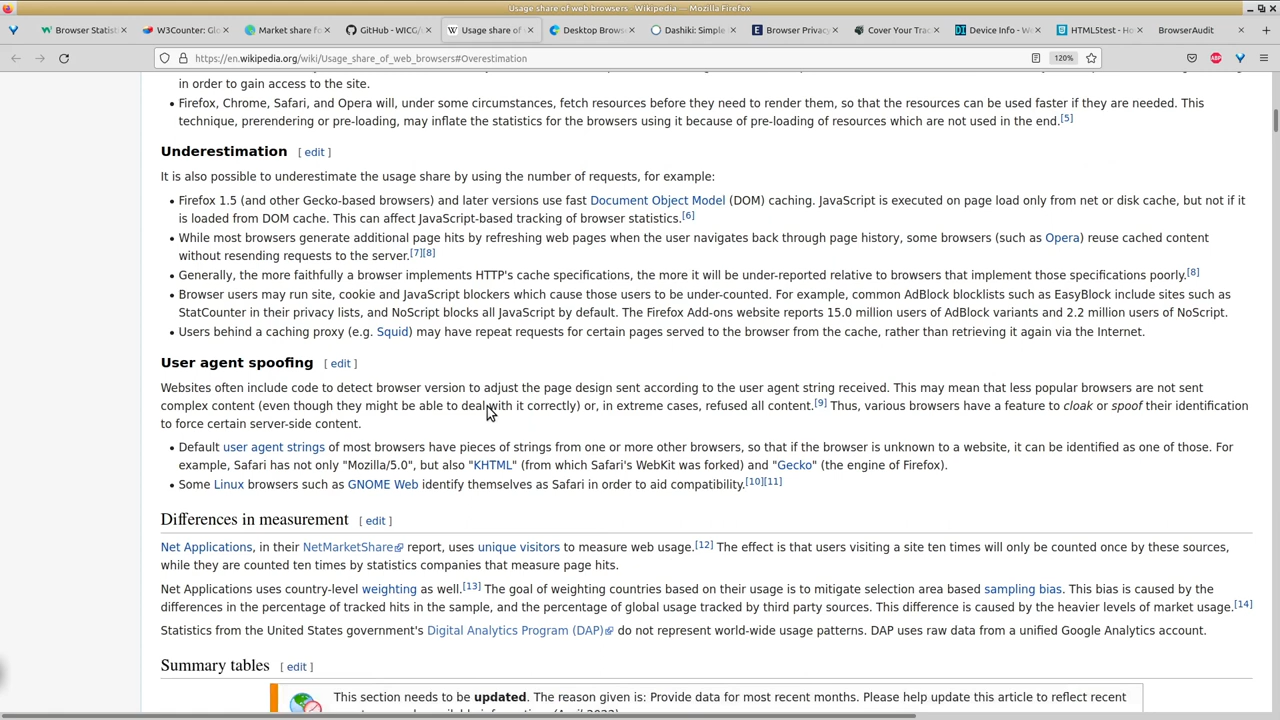 Usage share of web browsers - Wikipedia — Mozilla Firefox
Browser Statis
W3Counter: Glo
Market share fo
GitHub - WICG/
Usage share of
Desktop Browse
Dashiki: Simple
Browser Privac
Cover Your Tra
Device Info - We
HTML5test - Ho
BrowserAudit
https://en.wikipedia.org/wiki/Usage_share_of_web_browsers#Overestimation
120%
ABP
in order to gain access to the site.
Firefox, Chrome, Safari, and Opera will, under some circumstances, fetch resources before they need to render them, so that the resources can be used faster if they are needed. This
technique, prerendering or pre-loading, may inflate the statistics for the browsers using it because of pre-loading of resources which are not used in the end.[5]
Underestimation [ edit ]
It is also possible to underestimate the usage share by using the number of requests, for example:
Firefox 1.5 (and other Gecko-based browsers) and later versions use fast Document Object Model (DOM) caching. JavaScript is executed on page load only from net or disk cache, but not if it
is loaded from DOM cache. This can affect JavaScript-based tracking of browser statistics.[6]
While most browsers generate additional page hits by refreshing web pages when the user navigates back through page history, some browsers (such as Opera) reuse cached content
without resending requests to the server.[7][8]
Generally, the more faithfully a browser implements HTTP's cache specifications, the more it will be under-reported relative to browsers that implement those specifications poorly.[8]
Browser users may run site, cookie and JavaScript blockers which cause those users to be under-counted. For example, common AdBlock blocklists such as EasyBlock include sites such as
StatCounter in their privacy lists, and NoScript blocks all JavaScript by default. The Firefox Add-ons website reports 15.0 million users of AdBlock variants and 2.2 million users of NoScript.
Users behind a caching proxy (e.g. Squid) may have repeat requests for certain pages served to the browser from the cache, rather than retrieving it again via the Internet.
User agent spoofing [ edit ]
Websites often include code to detect browser version to adjust the page design sent according to the user agent string received. This may mean that less popular browsers are not sent
complex content (even though they might be able to deal with it correctly) or, in extreme cases, refused all content.[9] Thus, various browsers have a feature to cloak or spoof their identification
to force certain server-side content.
Default user agent strings of most browsers have pieces of strings from one or more other browsers, so that if the browser is unknown to a website, it can be identified as one of those. For
example, Safari has not only "Mozilla/5.0", but also "KHTML" (from which Safari's WebKit was forked) and "Gecko" (the engine of Firefox).
Some Linux browsers such as GNOME Web identify themselves as Safari in order to aid compatibility.[10][11]
Differences in measurement [ edit ]
Net Applications, in their NetMarketShare report, uses unique visitors to measure web usage.[12] The effect is that users visiting a site ten times will only be counted once by these sources,
while they are counted ten times by statistics companies that measure page hits.
Net Applications uses country-level weighting as well.[13] The goal of weighting countries based on their usage is to mitigate selection area based sampling bias. This bias is caused by the
differences in the percentage of tracked hits in the sample, and the percentage of global usage tracked by third party sources. This difference is caused by the heavier levels of market usage.[14]
Statistics from the United States government's Digital Analytics Program (DAP) do not represent world-wide usage patterns. DAP uses raw data from a unified Google Analytics account.
Summary tables [ edit ]
This section needs to be updated. The reason given is: Provide data for most recent months. Please help update this article to reflect recent